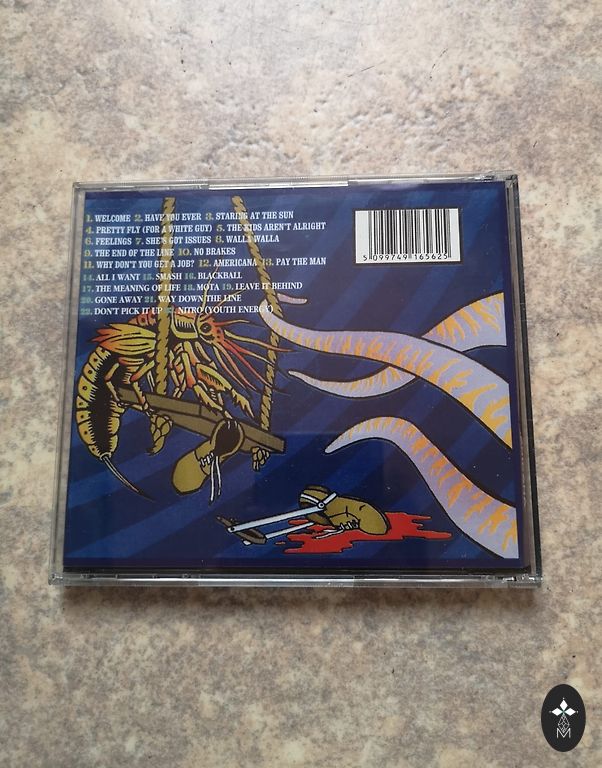 1. WELCOME 2. HAVE YOU EVER 3. STARING AT THE SUN
4. PRETTY FLY (FOR A WHITE GUY) 5. THE KIDS AREN'T ALRIGHT
6. FEELINGS 7. SHE'S GOT ISSUES 8. WALLA WALLA
9. THE END OF THE LINE 10. NO BRAKES
11. WHY DON'T YOU GET A JOB? 12. AMERICANA 13. PAY THE MAN
14. ALL I WANT 15. SMASH 16. BLACKBALL
17. THE MEANING OF LIFE 18. MOTA 19. LEAVE IT BEHIND
20. GONE AWAY 21. WAY DOWN THE LINE
22. DON'T PICK IT UP NITRO (YOUTH ENERGY)
5 099749 165625
M